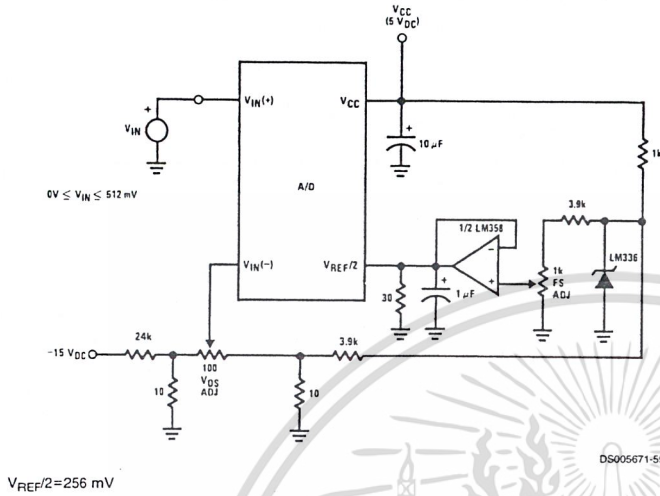 VCC
(5 VDC)
VIN(+)
VCC
+
VIN
+
10 µF
1k
A/D
0V ≤ VIN ≤ 512 mV
3.9k
1/2 LM358
LM336
VIN(−)
VREF/2
−
+
+
1k
FS
ADJ
30
1 µF
24k
3.9k
−15 VDC
100
VOS
ADJ
10
10
DS005671-5
VREF/2=256 mV